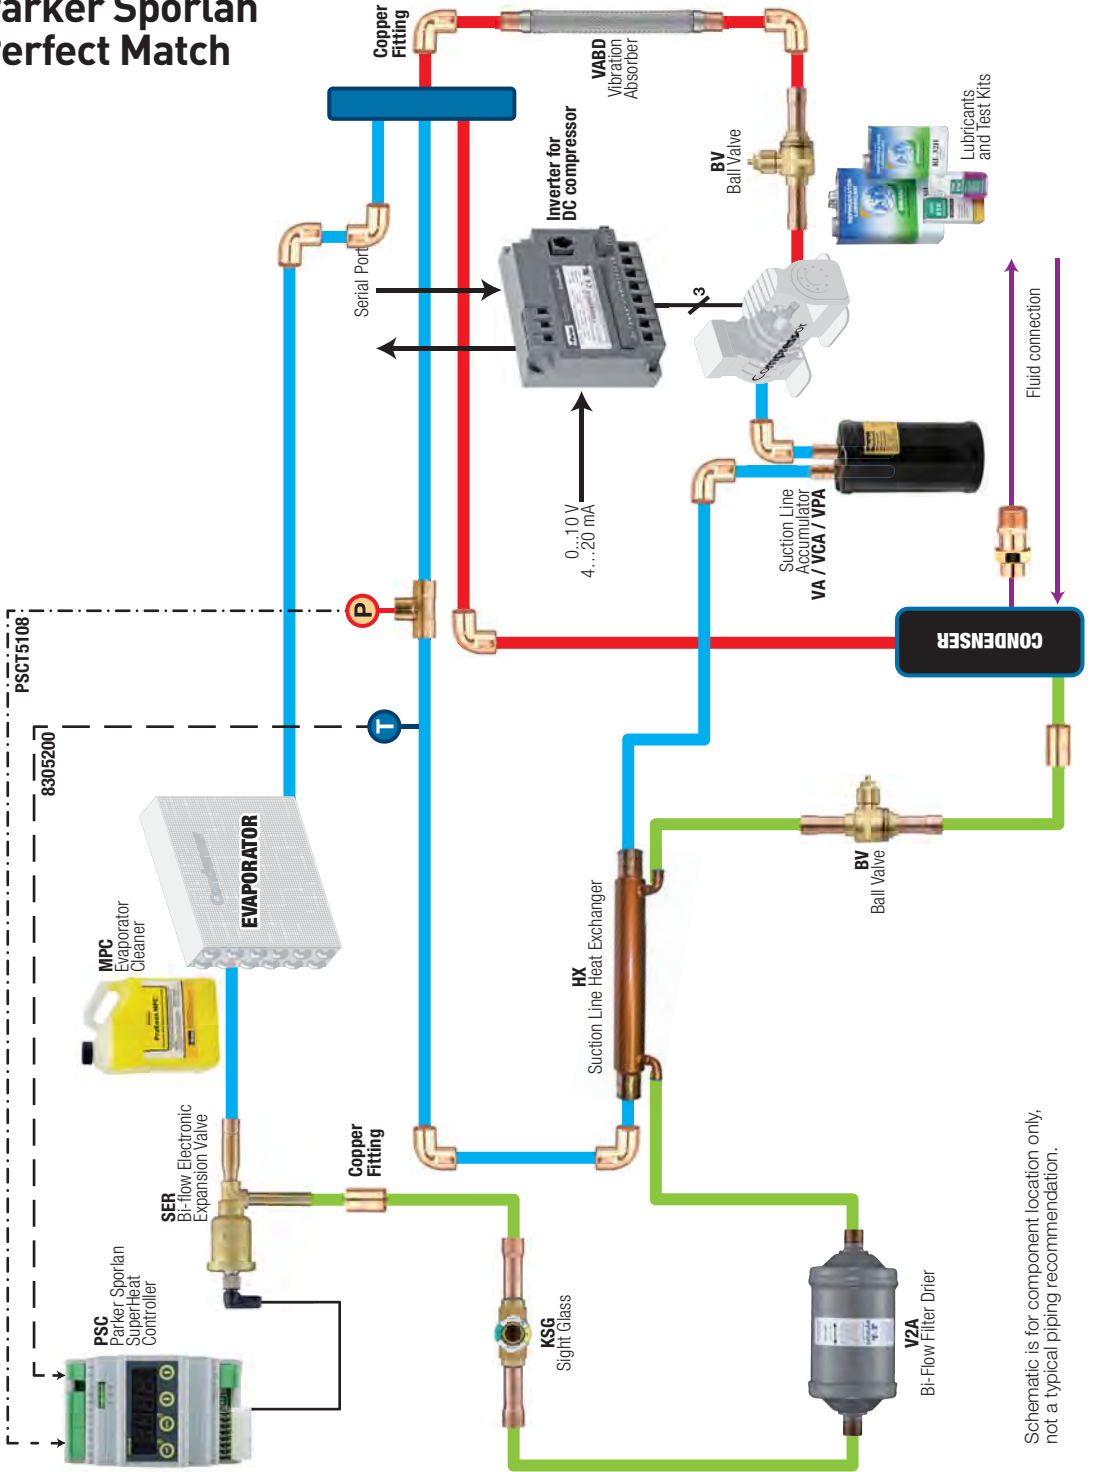 Parker Sporlan
Perfect Match
Copper
Fitting
VABD
Vibration
Absorber
BV
Ball Valve
Lubricants
and Test Kits
Inverter for
DC compressor
Serial Port
3
Compressor
0...10 V
4...20 mA
Suction Line
Accumulator
VA / VCA / VPA
Fluid connection
CONDENSER
PSCT5108
8305200
P
T
Condenser
EVAPORATOR
MPC
Evaporator
Cleaner
HX
Suction Line Heat Exchanger
BV
Ball Valve
SER
Bi-flow Electronic
Expansion Valve
Copper
Fitting
PSC
Parker Sporlan
SuperHeat
Controller
KSG
Sight Glass
V2A
Bi-Flow Filter Drier
Schematic is for component location only,
not a typical piping recommendation.